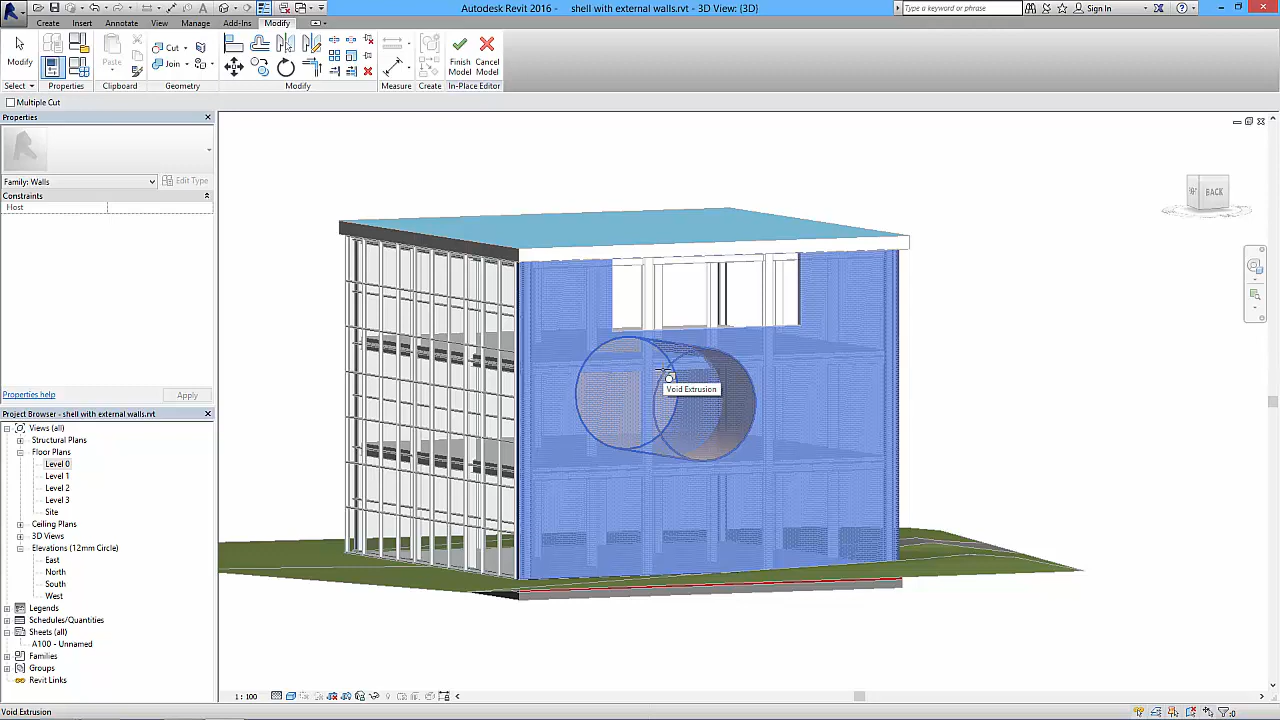 Autodesk Revit 2016 - shell with external walls.rvt - 3D View: {3D}
Type a keyword or phrase
Sign In
Create
Insert
Annotate
View
Manage
Add-Ins
Modify
Modify
Paste
Cut
Join
Finish
Model
Cancel
Model
Select
Properties
Clipboard
Geometry
Modify
Measure
Create
In-Place Editor
Multiple Cut
Properties
Family: Walls
Edit Type
Constraints
Host
BACK
Void Extrusion
Properties help
Apply
Project Browser - shell with external walls.rvt
Views (all)
Structural Plans
Floor Plans
Level 0
Level 1
Level 2
Level 3
Site
Ceiling Plans
3D Views
Elevations (12mm Circle)
East
North
South
West
Legends
Schedules/Quantities
Sheets (all)
A100 - Unnamed
Families
Groups
Revit Links
1 : 100
Void Extrusion
:0